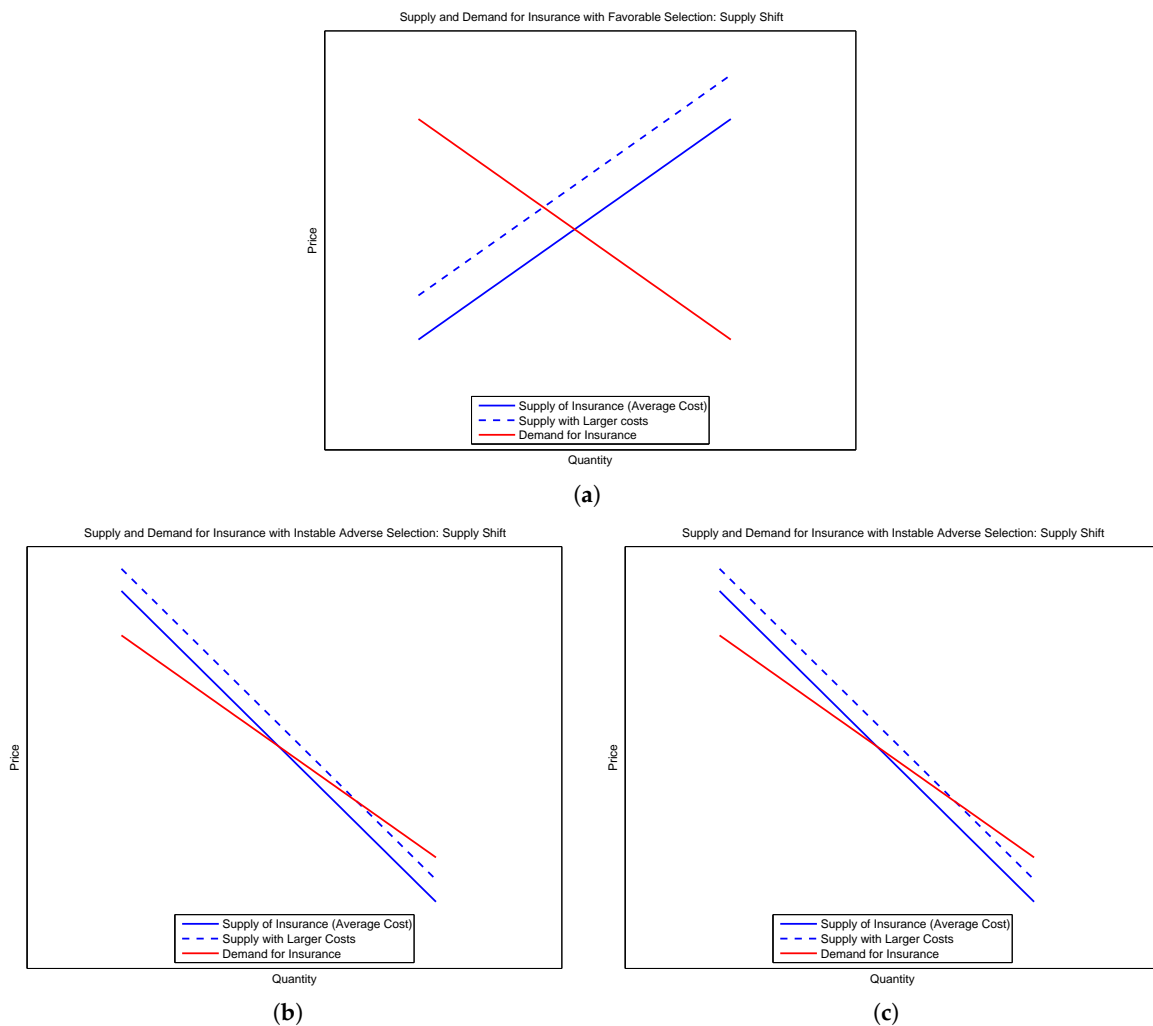 Supply and Demand for Insurance with Favorable Selection: Supply Shift
Price
Supply of Insurance (Average Cost)
Supply with Larger costs
Demand for Insurance
Quantity
(a)
Supply and Demand for Insurance with Instable Adverse Selection: Supply Shift
Price
Supply of Insurance (Average Cost)
Supply with Larger Costs
Demand for Insurance
Quantity
(b)
Supply and Demand for Insurance with Instable Adverse Selection: Supply Shift
Price
Supply of Insurance (Average Cost)
Supply with Larger Costs
Demand for Insurance
Quantity
(c)